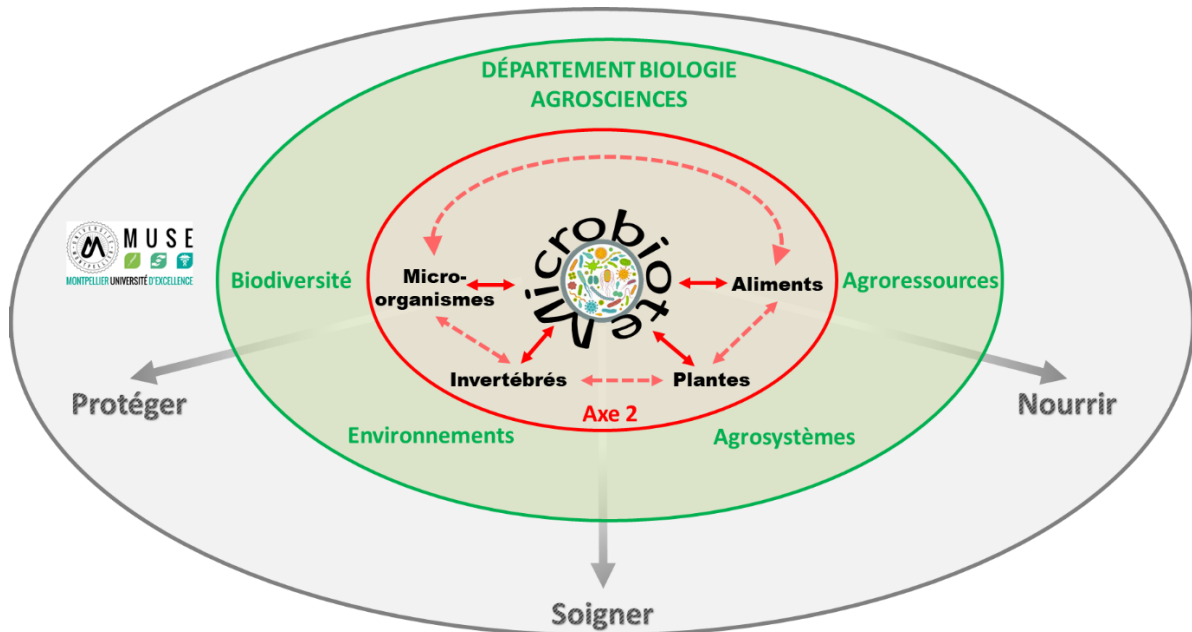 DÉPARTEMENT BIOLOGIE
AGROSCIENCES
MUSE
MONTPELLIER UNIVERSITÉ D'EXCELLENCE
Microbiote
Biodiversité
Micro-
organismes
Aliments
Agroressources
Invertébrés
Plantes
Axe 2
Protéger
Nourrir
Environnements
Agrosystèmes
Soigner